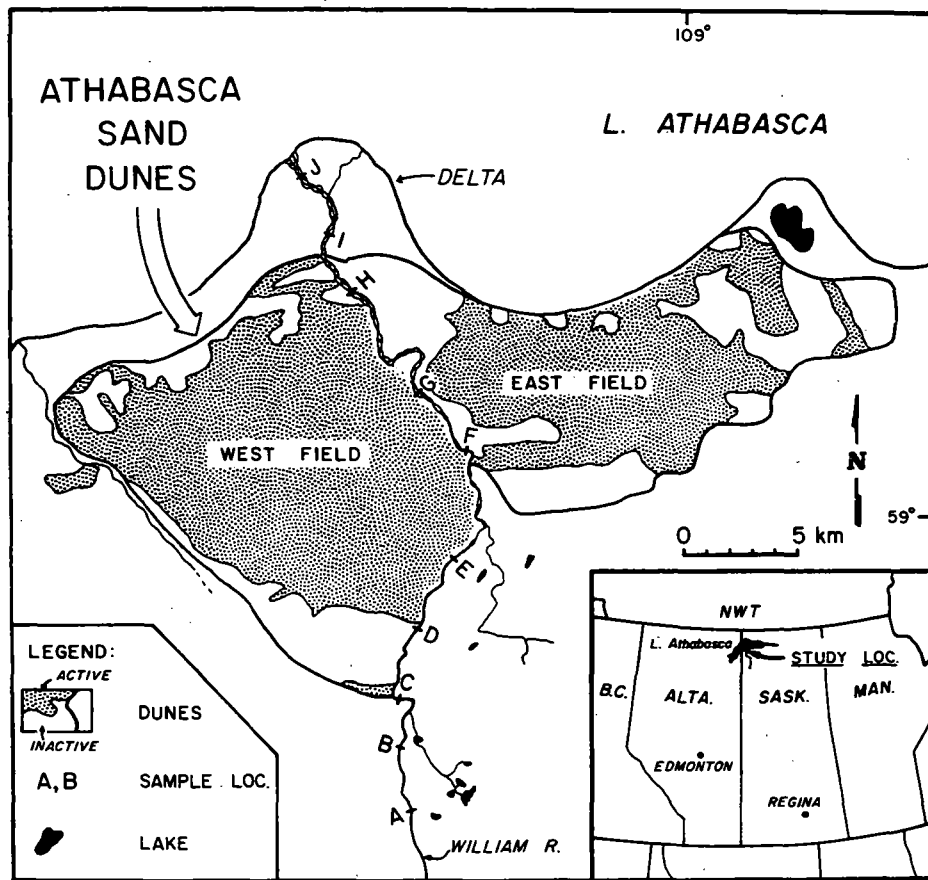 109°
ATHABASCA
SAND
DUNES
L. ATHABASCA
DELTA
J
I
H
G
F
E
D
C
B
A
EAST FIELD
WEST FIELD
N
59°
0 5 km
WILLIAM R.
LEGEND:
ACTIVE
INACTIVE
DUNES
A,B SAMPLE LOC.
LAKE
NWT
L. Athabasca
STUDY LOC.
B.C.
ALTA.
SASK.
MAN.
EDMONTON
REGINA